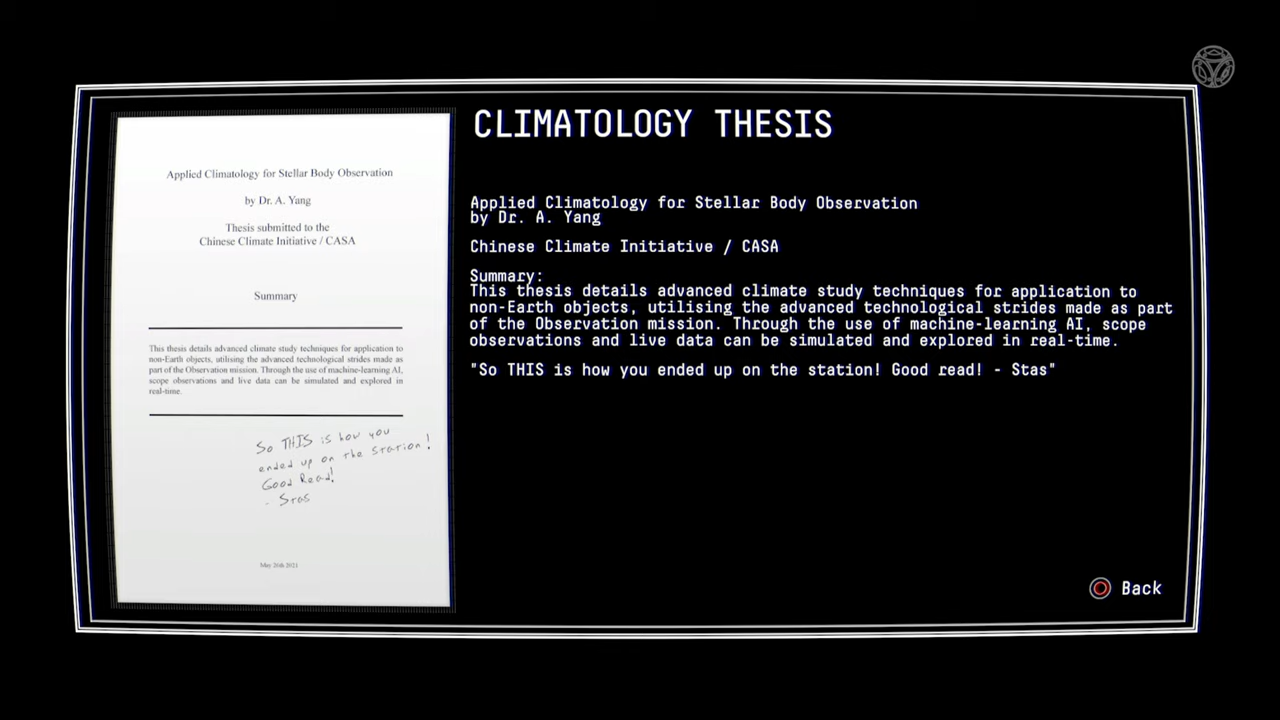 Applied Climatology for Stellar Body Observation
by Dr. A. Yang
Thesis submitted to the
Chinese Climate Initiative / CASA
Summary
This thesis details advanced climate study techniques for application to
non-Earth objects, utilising the advanced technological strides made as
part of the Observation mission. Through the use of machine-learning AI,
scope observations and live data can be simulated and explored in
real-time.
So THIS is how you
ended up on the station!
Good Read!
- Stas
May 26th 2021
CLIMATOLOGY THESIS
Applied Climatology for Stellar Body Observation
by Dr. A. Yang
Chinese Climate Initiative / CASA
Summary:
This thesis details advanced climate study techniques for application to
non-Earth objects, utilising the advanced technological strides made as part
of the Observation mission. Through the use of machine-learning AI, scope
observations and live data can be simulated and explored in real-time.
"So THIS is how you ended up on the station! Good read! - Stas"
Back